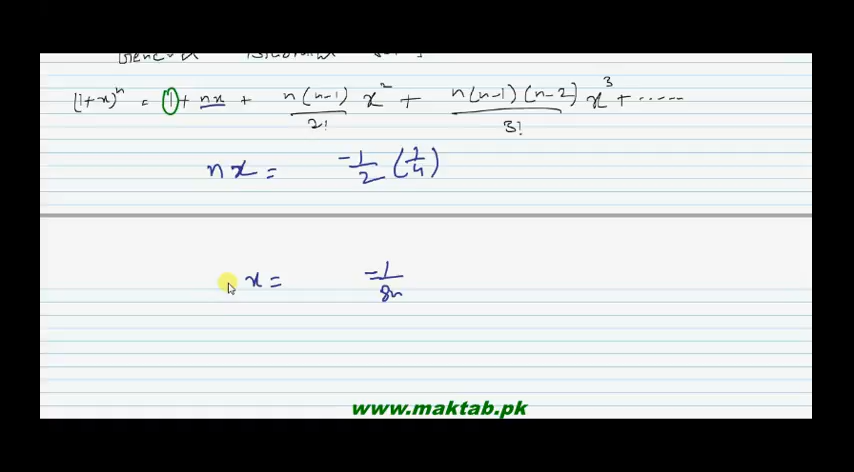 (1+x)^n = 1 + nx + n(n-1)/2! x^2 + n(n-1)(n-2)/3! x^3 + ......
nx = -1/2 (1/4)
x = -1/8n
www.maktab.pk